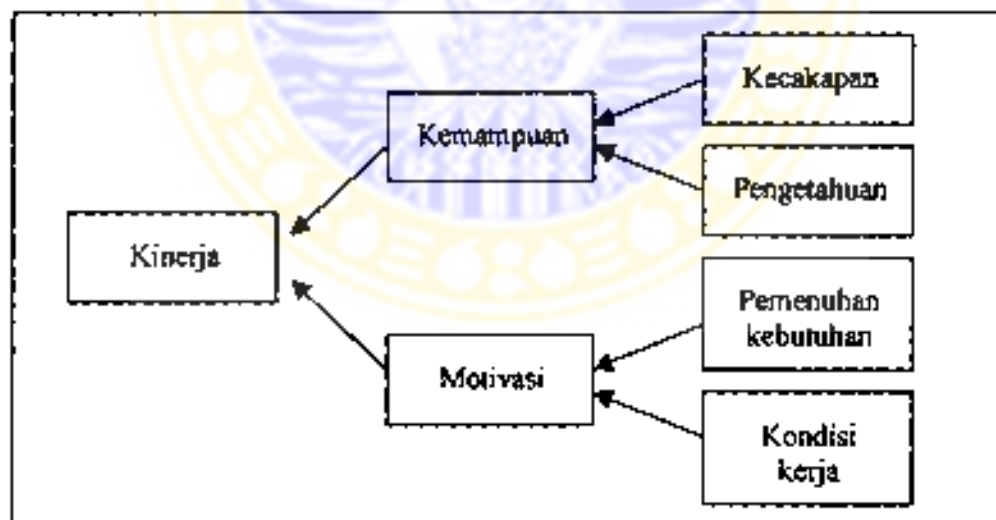 Kecakapan
Kemampuan
Pengetahuan
Kinerja
Pemenuhan
kebutuhan
Motivasi
Kondisi
kerja